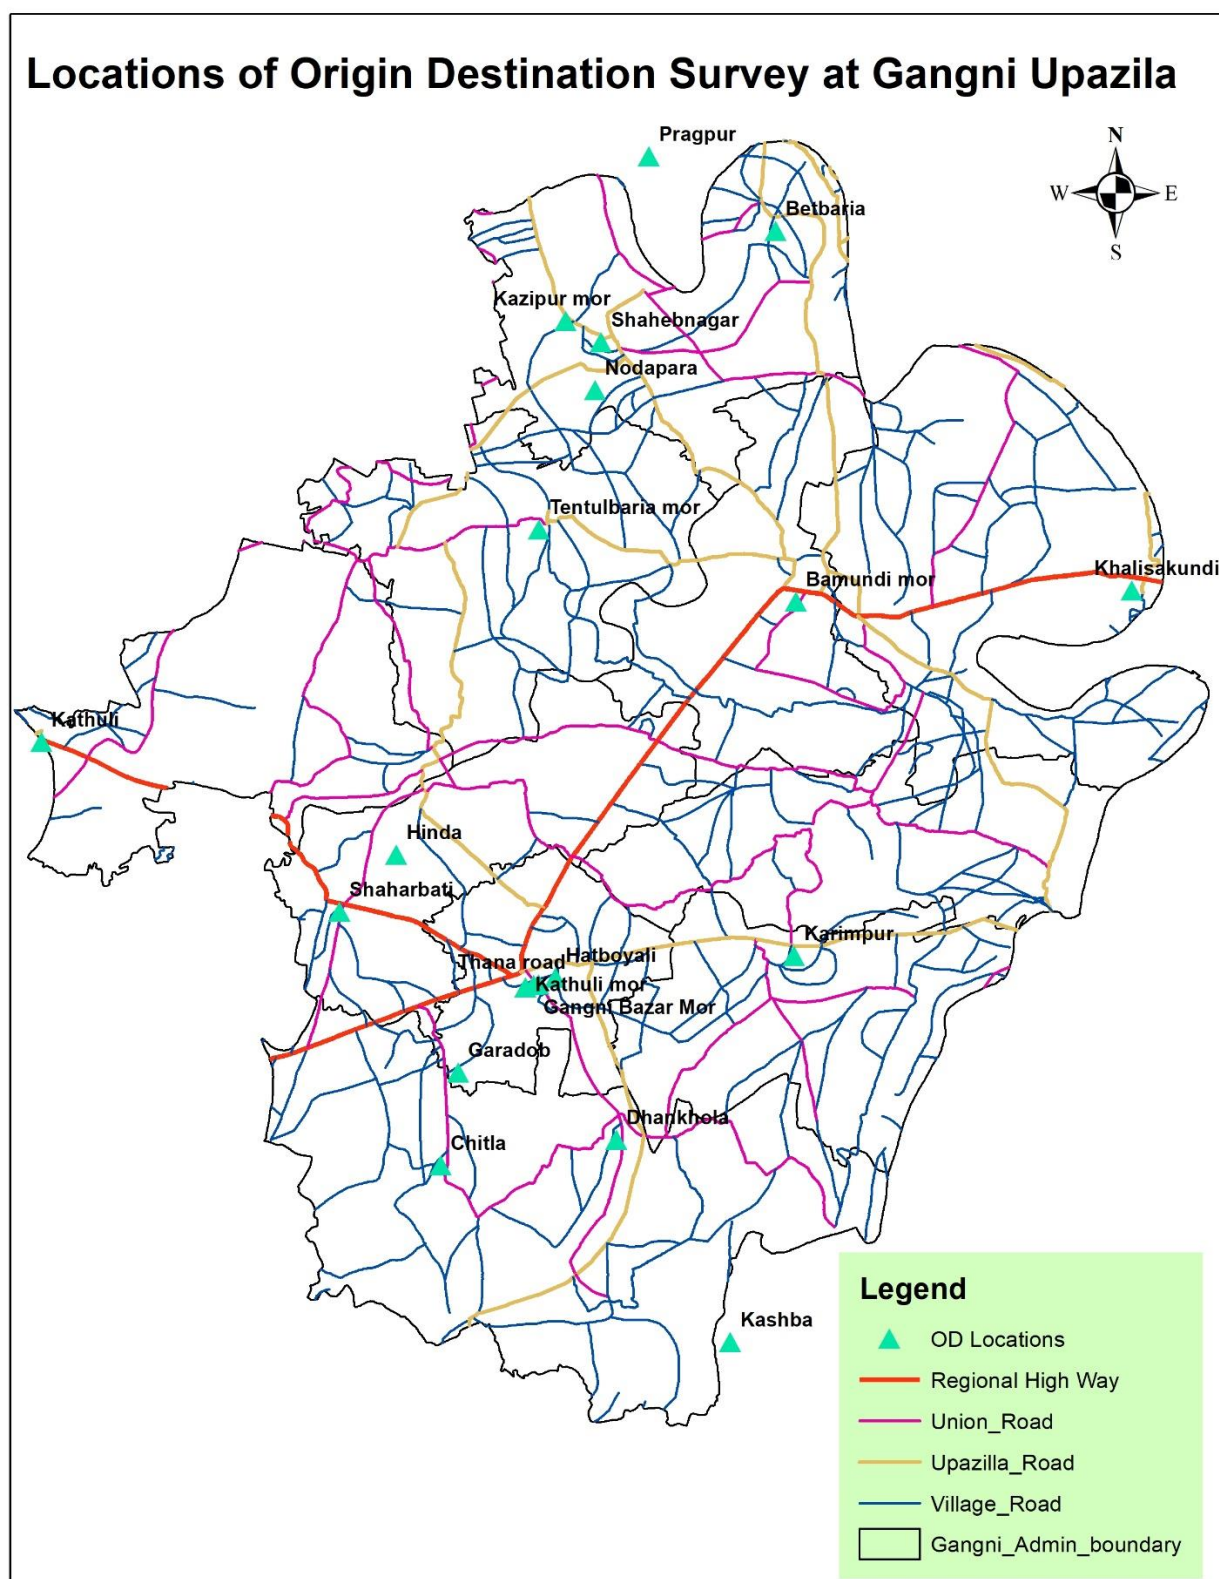 Locations of Origin Destination Survey at Gangni Upazila
N
W
E
S
Pragpur
Betbaria
Kazipur mor
Shahebnagar
Nodapara
Tentulbaria mor
Bamundi mor
Khalisakundi
Kathuli
Hinda
Shaharbati
Karimpur
Hatboyali
Thana road
Kathuli mor
Gangni Bazar Mor
Garadob
Dhankhola
Chitla
Kashba
Legend
OD Locations
Regional High Way
Union_Road
Upazilla_Road
Village_Road
Gangni_Admin_boundary